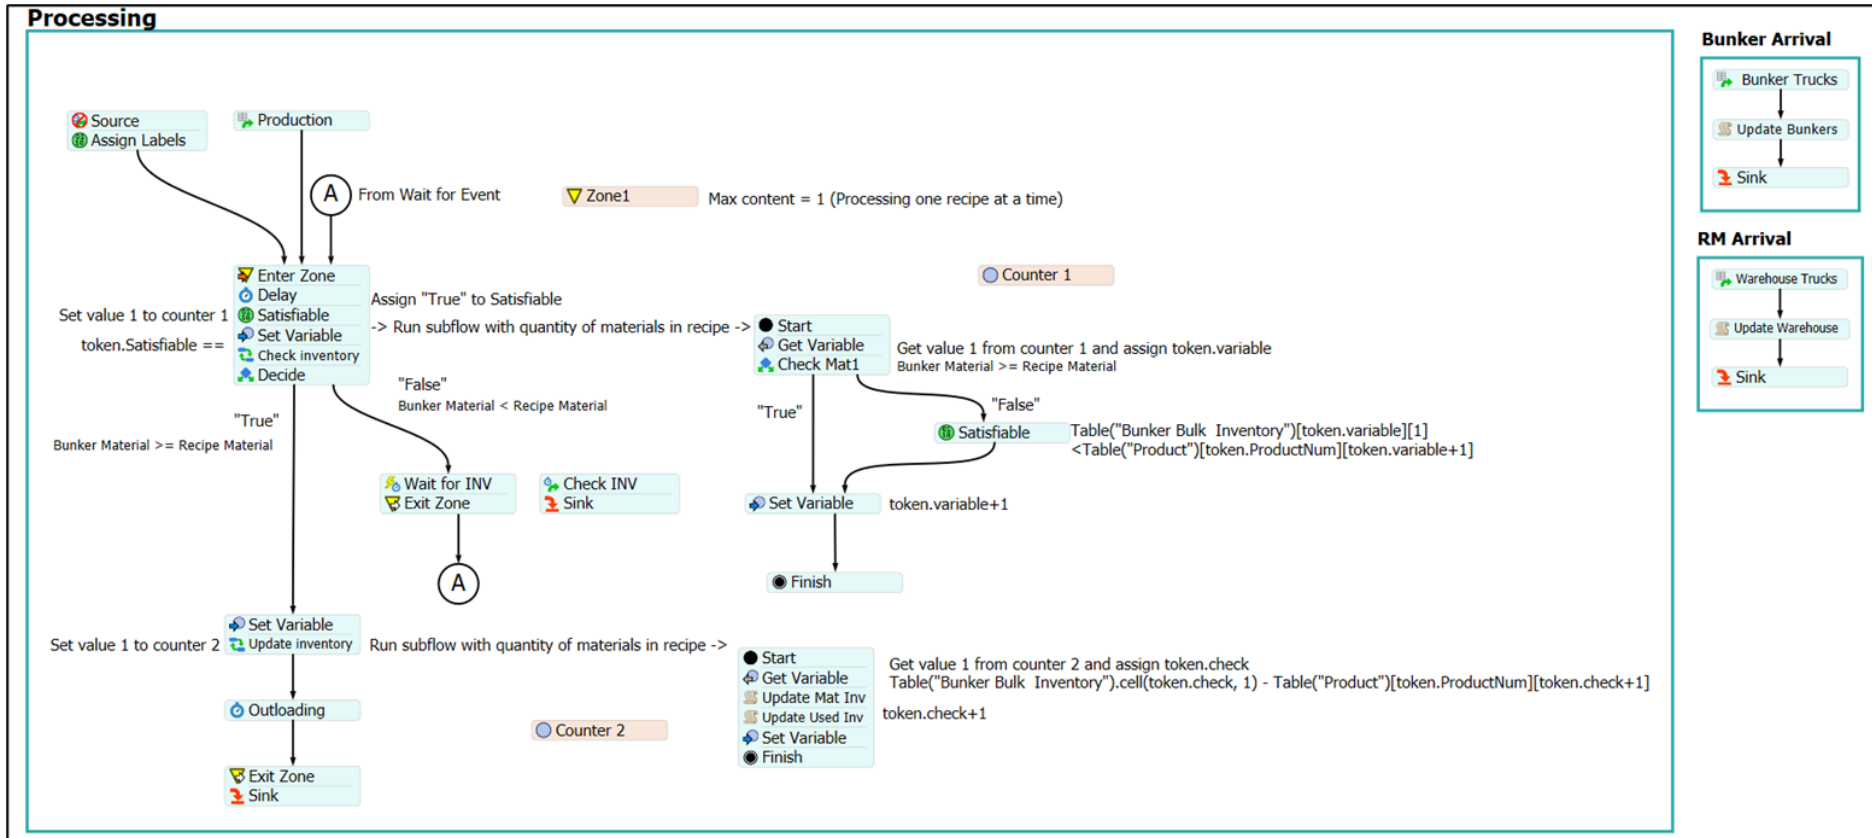 Processing
Source
Assign Labels
Production
A
From Wait for Event
Zone1
Max content = 1 (Processing one recipe at a time)
Enter Zone
Delay
Satisfiable
Set Variable
Check inventory
Decide
Set value 1 to counter 1
token.Satisfiable ==
Assign "True" to Satisfiable
-> Run subflow with quantity of materials in recipe ->
Counter 1
Start
Get Variable
Check Mat1
Get value 1 from counter 1 and assign token.variable
Bunker Material >= Recipe Material
"True"
Bunker Material >= Recipe Material
"False"
Bunker Material < Recipe Material
"True"
"False"
Satisfiable
Table("Bunker Bulk  Inventory")[token.variable][1]
<Table("Product")[token.ProductNum][token.variable+1]
Wait for INV
Exit Zone
Check INV
Sink
Set Variable
token.variable+1
A
Finish
Set Variable
Update inventory
Set value 1 to counter 2
Run subflow with quantity of materials in recipe ->
Start
Get Variable
Update Mat Inv
Update Used Inv
Set Variable
Finish
Get value 1 from counter 2 and assign token.check
Table("Bunker Bulk  Inventory").cell(token.check, 1) - Table("Product")[token.ProductNum][token.check+1]
token.check+1
Outloading
Counter 2
Exit Zone
Sink
Bunker Arrival
Bunker Trucks
Update Bunkers
Sink
RM Arrival
Warehouse Trucks
Update Warehouse
Sink